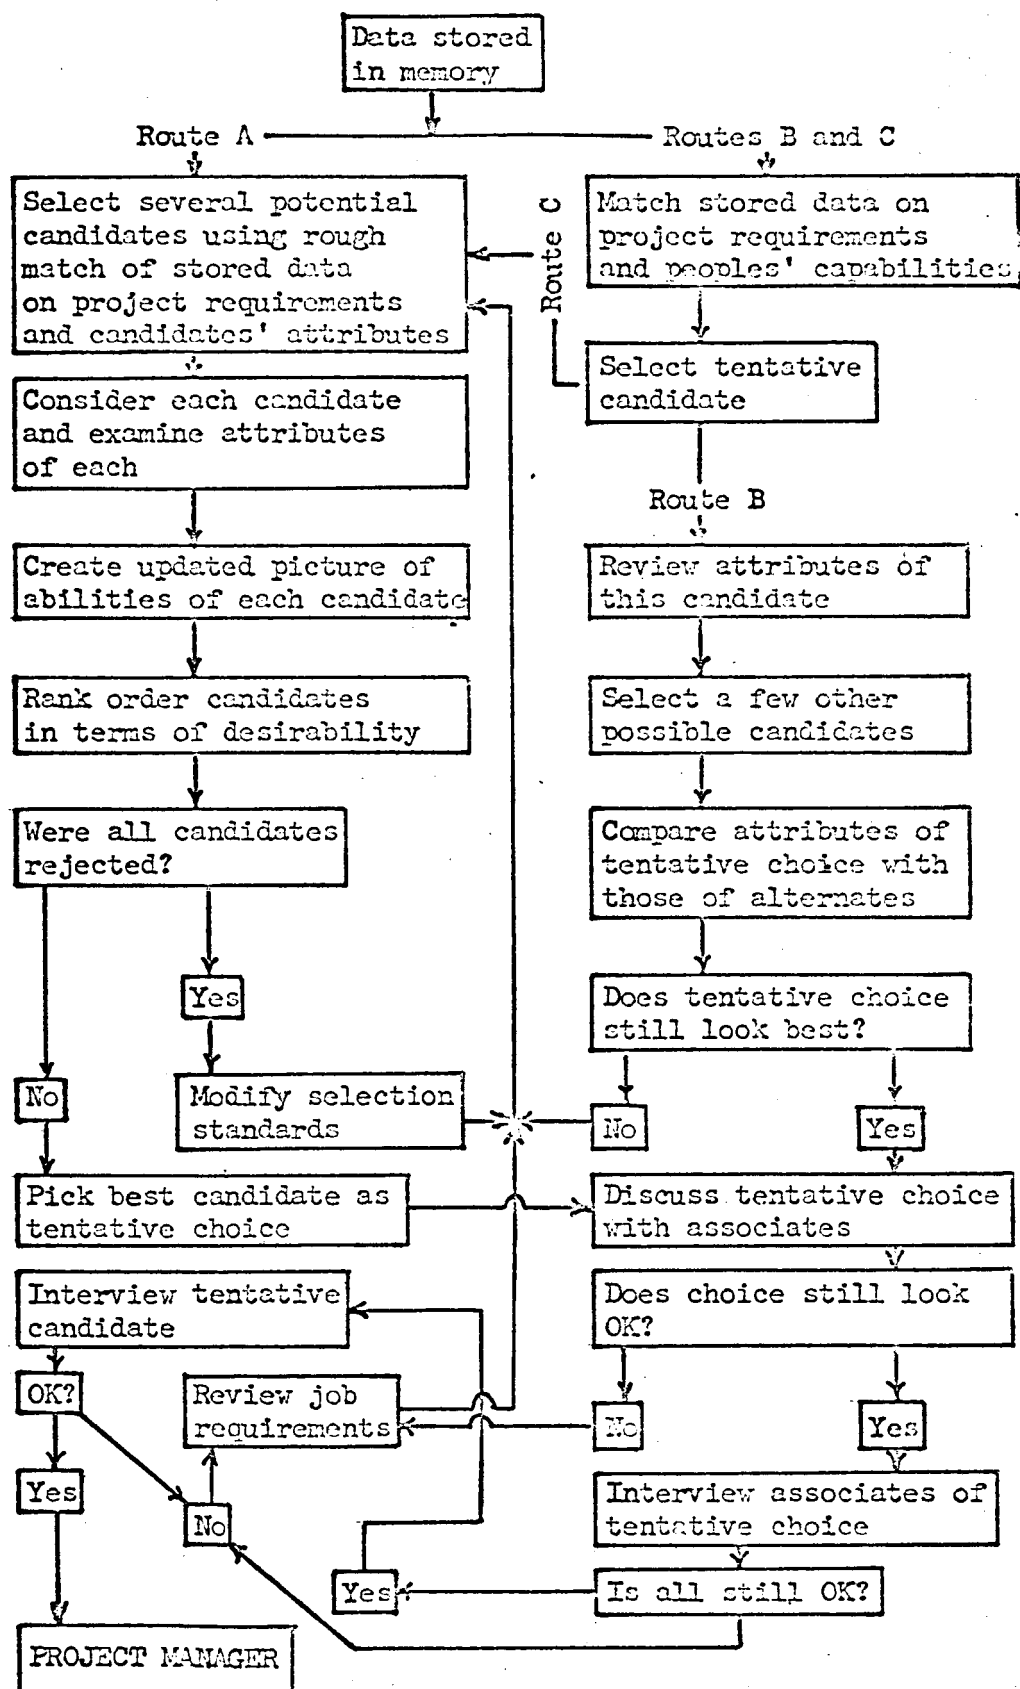 Data stored
in memory
Route A
Routes B and C
Select several potential
candidates using rough
match of stored data
on project requirements
and candidates' attributes
Route C
Match stored data on
project requirements
and peoples' capabilities
Select tentative
candidate
Consider each candidate
and examine attributes
of each
Route B
Create updated picture of
abilities of each candidate
Review attributes of
this candidate
Rank order candidates
in terms of desirability
Select a few other
possible candidates
Were all candidates
rejected?
Compare attributes of
tentative choice with
those of alternates
Yes
Does tentative choice
still look best?
No
Modify selection
standards
No
Yes
Pick best candidate as
tentative choice
Discuss tentative choice
with associates
Interview tentative
candidate
Does choice still look
OK?
OK?
Review job
requirements
No
Yes
Yes
No
Interview associates of
tentative choice
Yes
Is all still OK?
PROJECT MANAGER